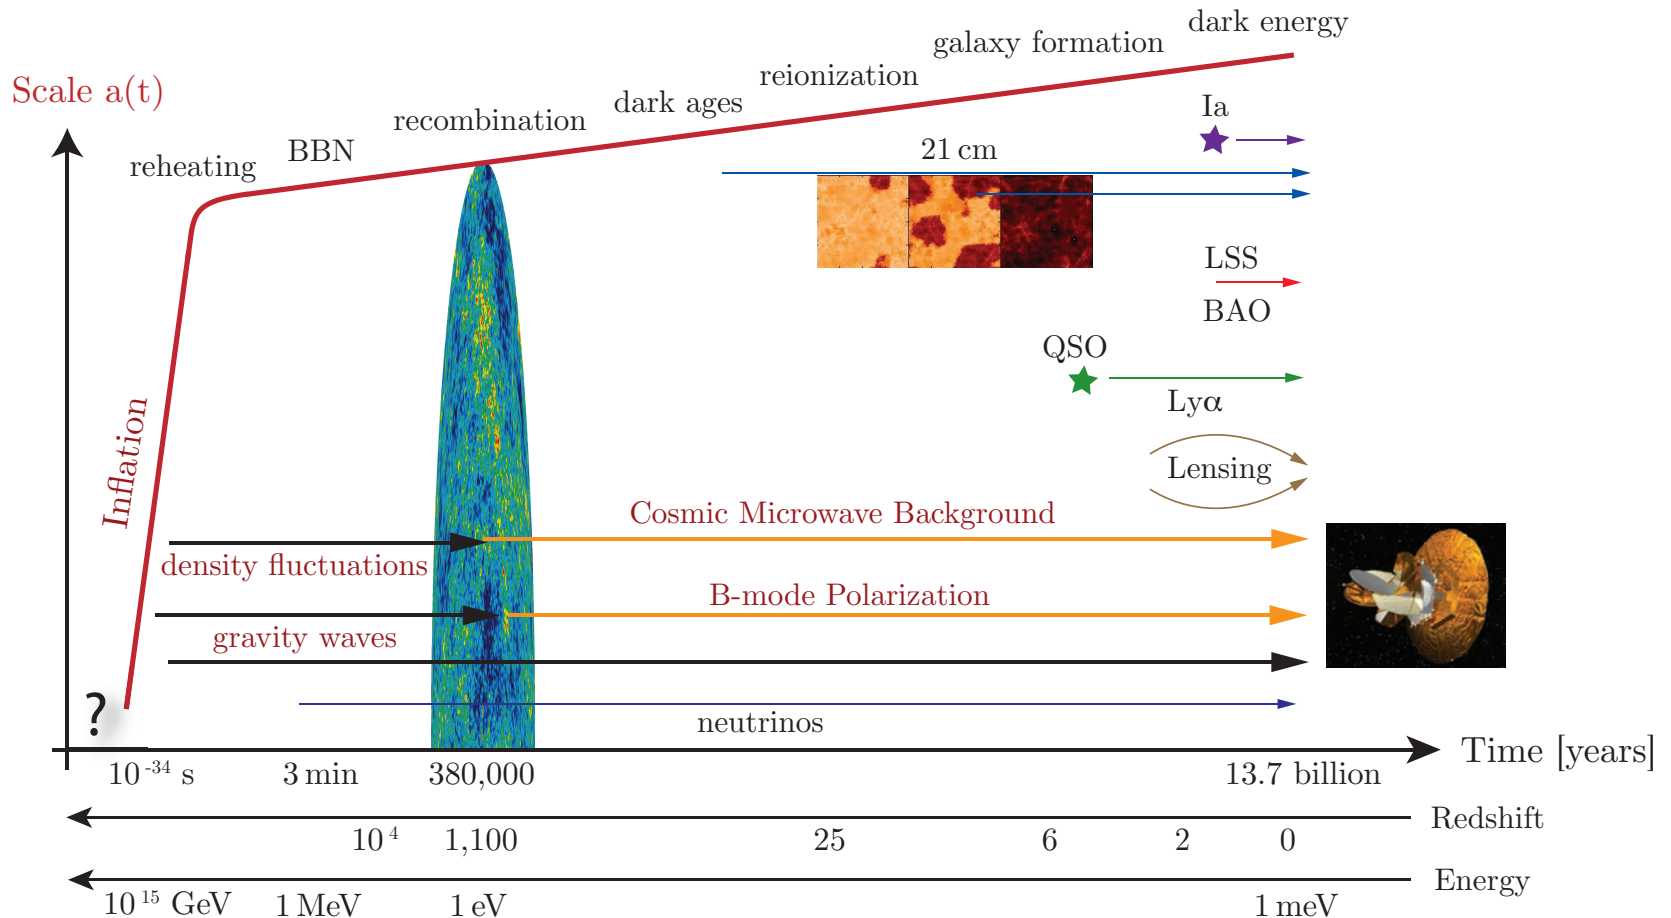 dark energy
galaxy formation
reionization
Scale a(t)
dark ages
Ia
recombination
BBN
21 cm
reheating
LSS
BAO
QSO
Lyα
Inflation
Lensing
Cosmic Microwave Background
density fluctuations
B-mode Polarization
gravity waves
?
neutrinos
Time [years]
10⁻³⁴ s 3 min 380,000 13.7 billion
Redshift
10⁴ 1,100 25 6 2 0
Energy
10¹⁵ GeV 1 MeV 1 eV 1 meV